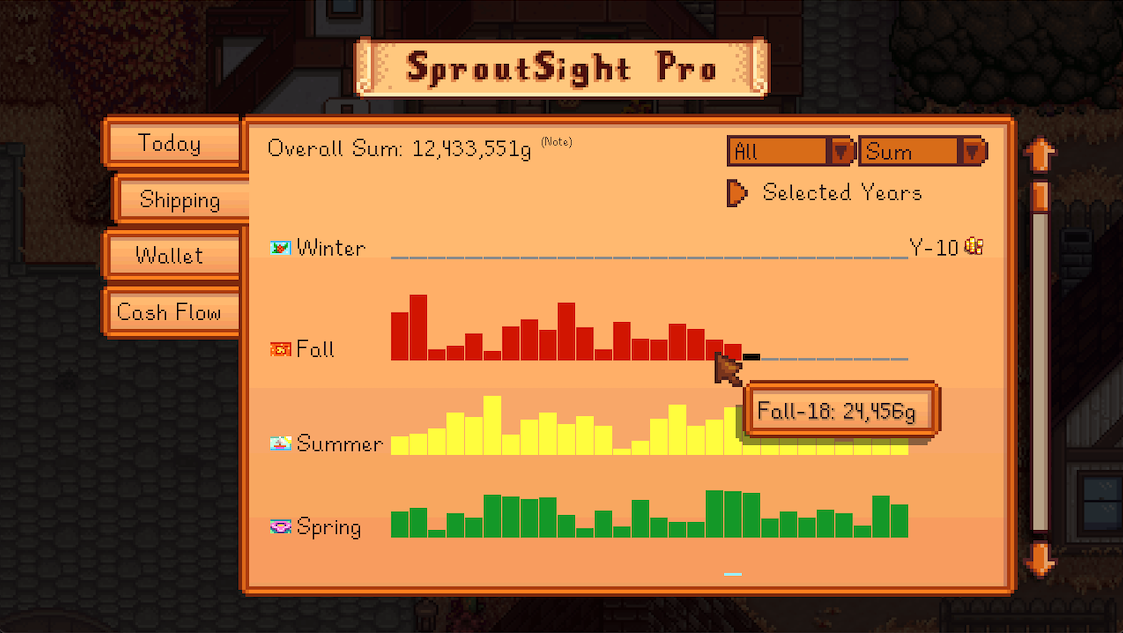 SproutSight Pro
Today
Shipping
Wallet
Cash Flow
Overall Sum: 12,433,551g (Note)
All
Sum
Selected Years
Winter
Y-10
Fall
Fall-18: 24,456g
Summer
Spring